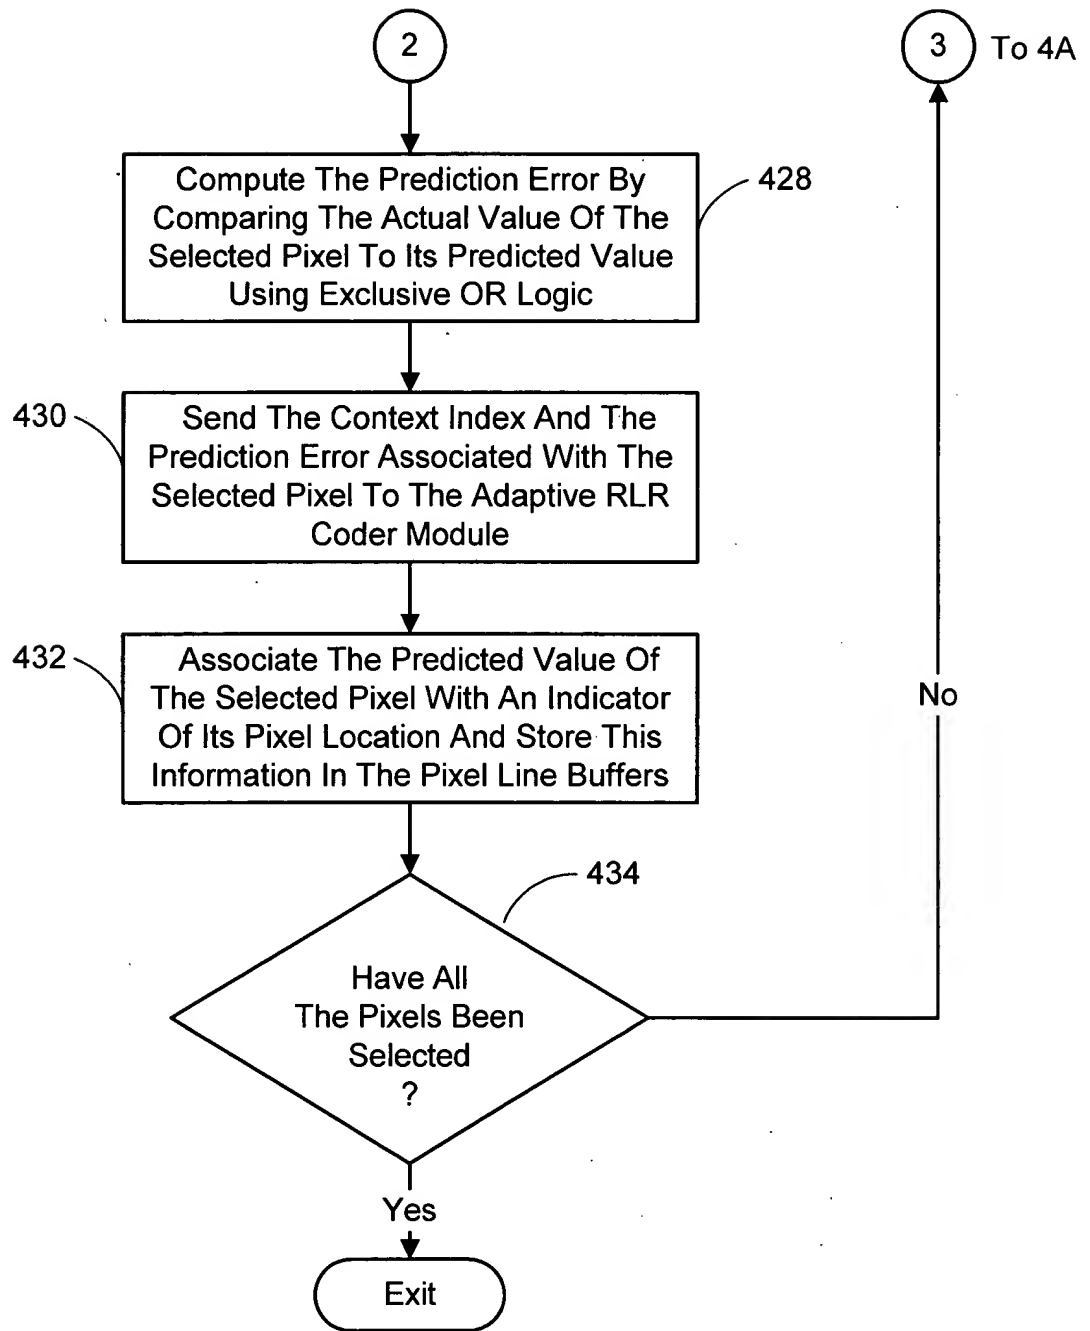 2
3 To 4A
Compute The Prediction Error By
Comparing The Actual Value Of The
Selected Pixel To Its Predicted Value
Using Exclusive OR Logic
428
430
Send The Context Index And The
Prediction Error Associated With The
Selected Pixel To The Adaptive RLR
Coder Module
432
Associate The Predicted Value Of
The Selected Pixel With An Indicator
Of Its Pixel Location And Store This
Information In The Pixel Line Buffers
No
434
Have All
The Pixels Been
Selected
?
Yes
Exit